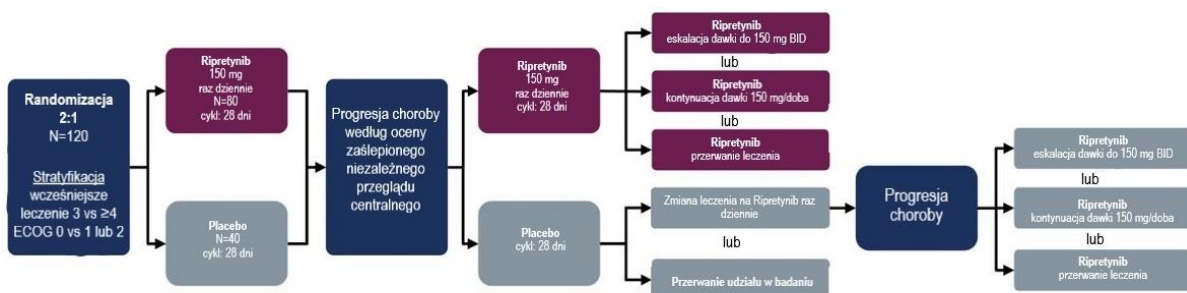 Randomizacja
2:1
N=120
Stratyfikacja
wcześniejsze
leczenie 3 vs ≥4
ECOG 0 vs 1 lub 2
Ripretynib
150 mg
raz dziennie
N=80
cykl: 28 dni
Placebo
N=40
cykl: 28 dni
Progresja choroby
według oceny
zaślepionego
niezależnego
przeglądu
centralnego
Ripretynib
150 mg
raz dziennie
cykl: 28 dni
Placebo
cykl: 28 dni
Ripretynib
eskalacja dawki do 150 mg BID
lub
Ripretynib
kontynuacja dawki 150 mg/doba
lub
Ripretynib
przerwanie leczenia
Zmiana leczenia na Ripretynib raz
dziennie
lub
Przerwanie udziału w badaniu
Progresja
choroby
Ripretynib
eskalacja dawki do 150 mg BID
lub
Ripretynib
kontynuacja dawki 150 mg/doba
lub
Ripretynib
przerwanie leczenia